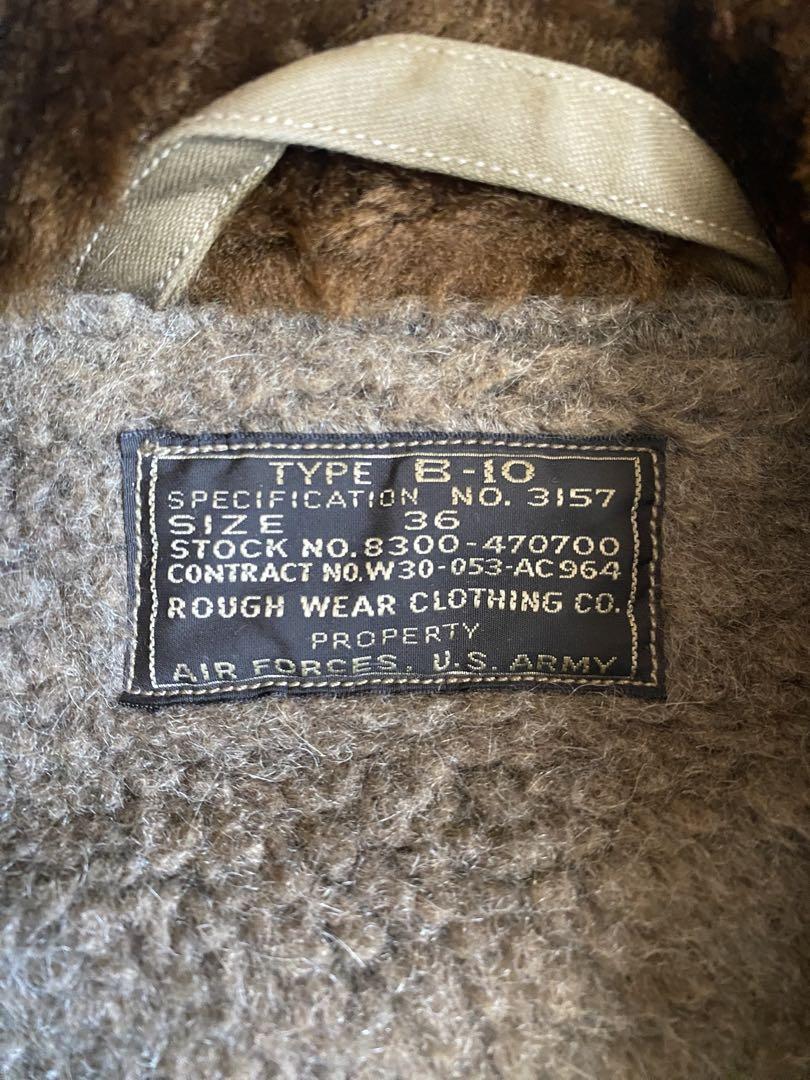 TYPE B-10
SPECIFICATION NO. 3157
SIZE 36
STOCK NO. 8300-470700
CONTRACT NO. W30-053-AC964
ROUGH WEAR CLOTHING CO.
PROPERTY
AIR FORCES, U.S. ARMY